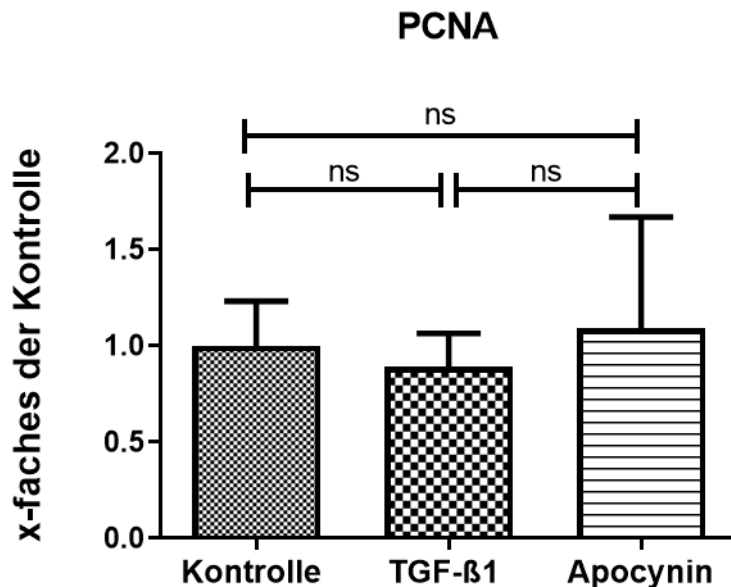 PCNA
ns
ns ns
x-faches der Kontrolle
2.0
1.5
1.0
0.5
0.0
Kontrolle TGF-ß1 Apocynin